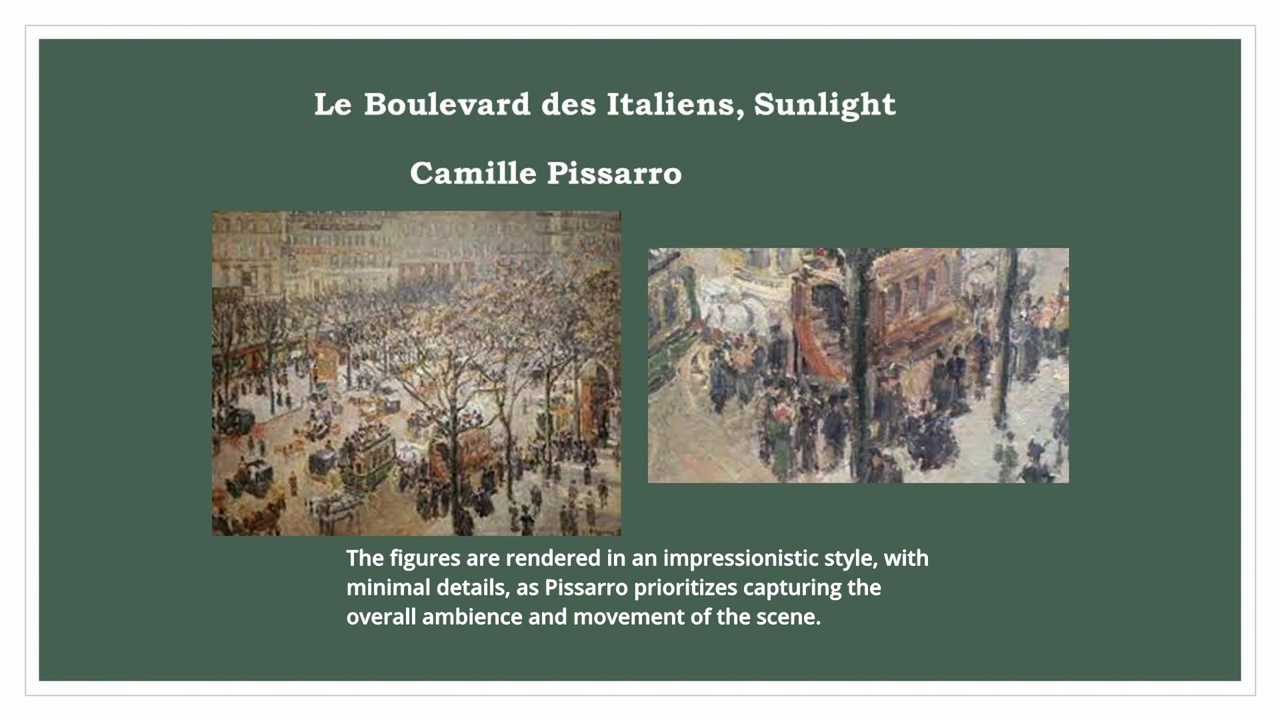 Le Boulevard des Italiens, Sunlight
Camille Pissarro
The figures are rendered in an impressionistic style, with
minimal details, as Pissarro prioritizes capturing the
overall ambience and movement of the scene.